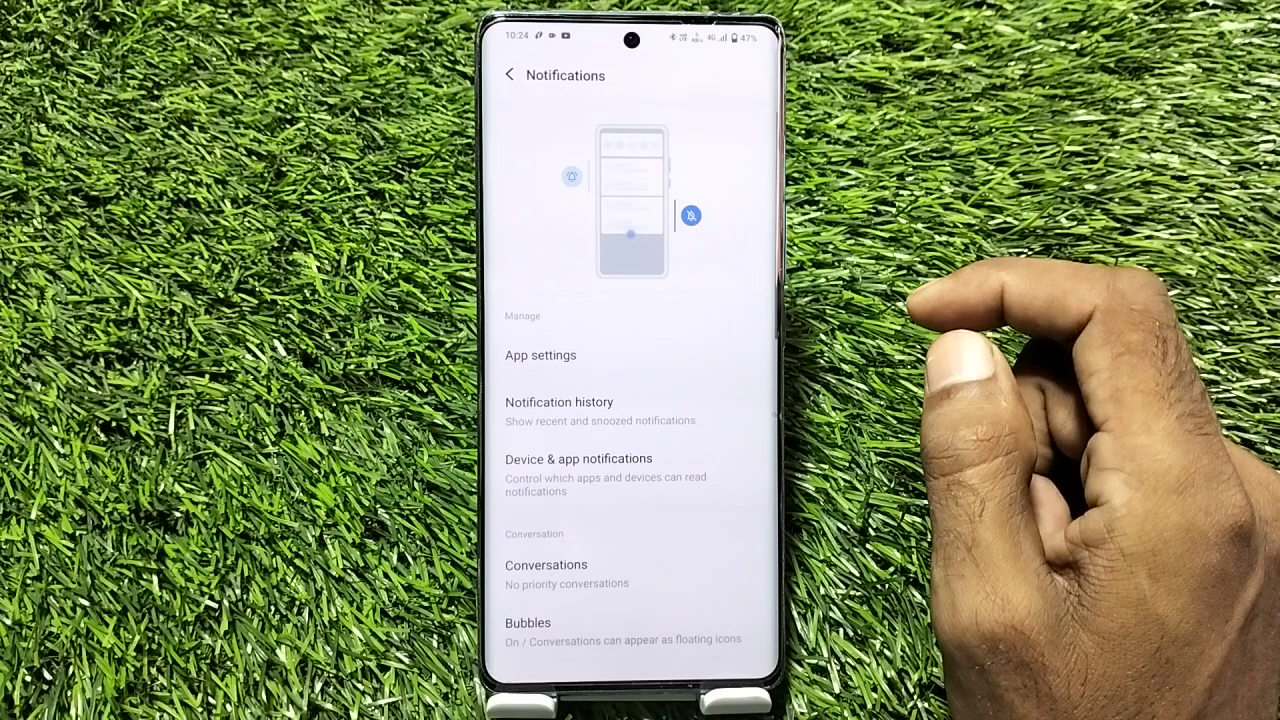 10:24
4G 47%
Notifications
Manage
App settings
Notification history
Show recent and snoozed notifications
Device & app notifications
Control which apps and devices can read
notifications
Conversation
Conversations
No priority conversations
Bubbles
On / Conversations can appear as floating icons